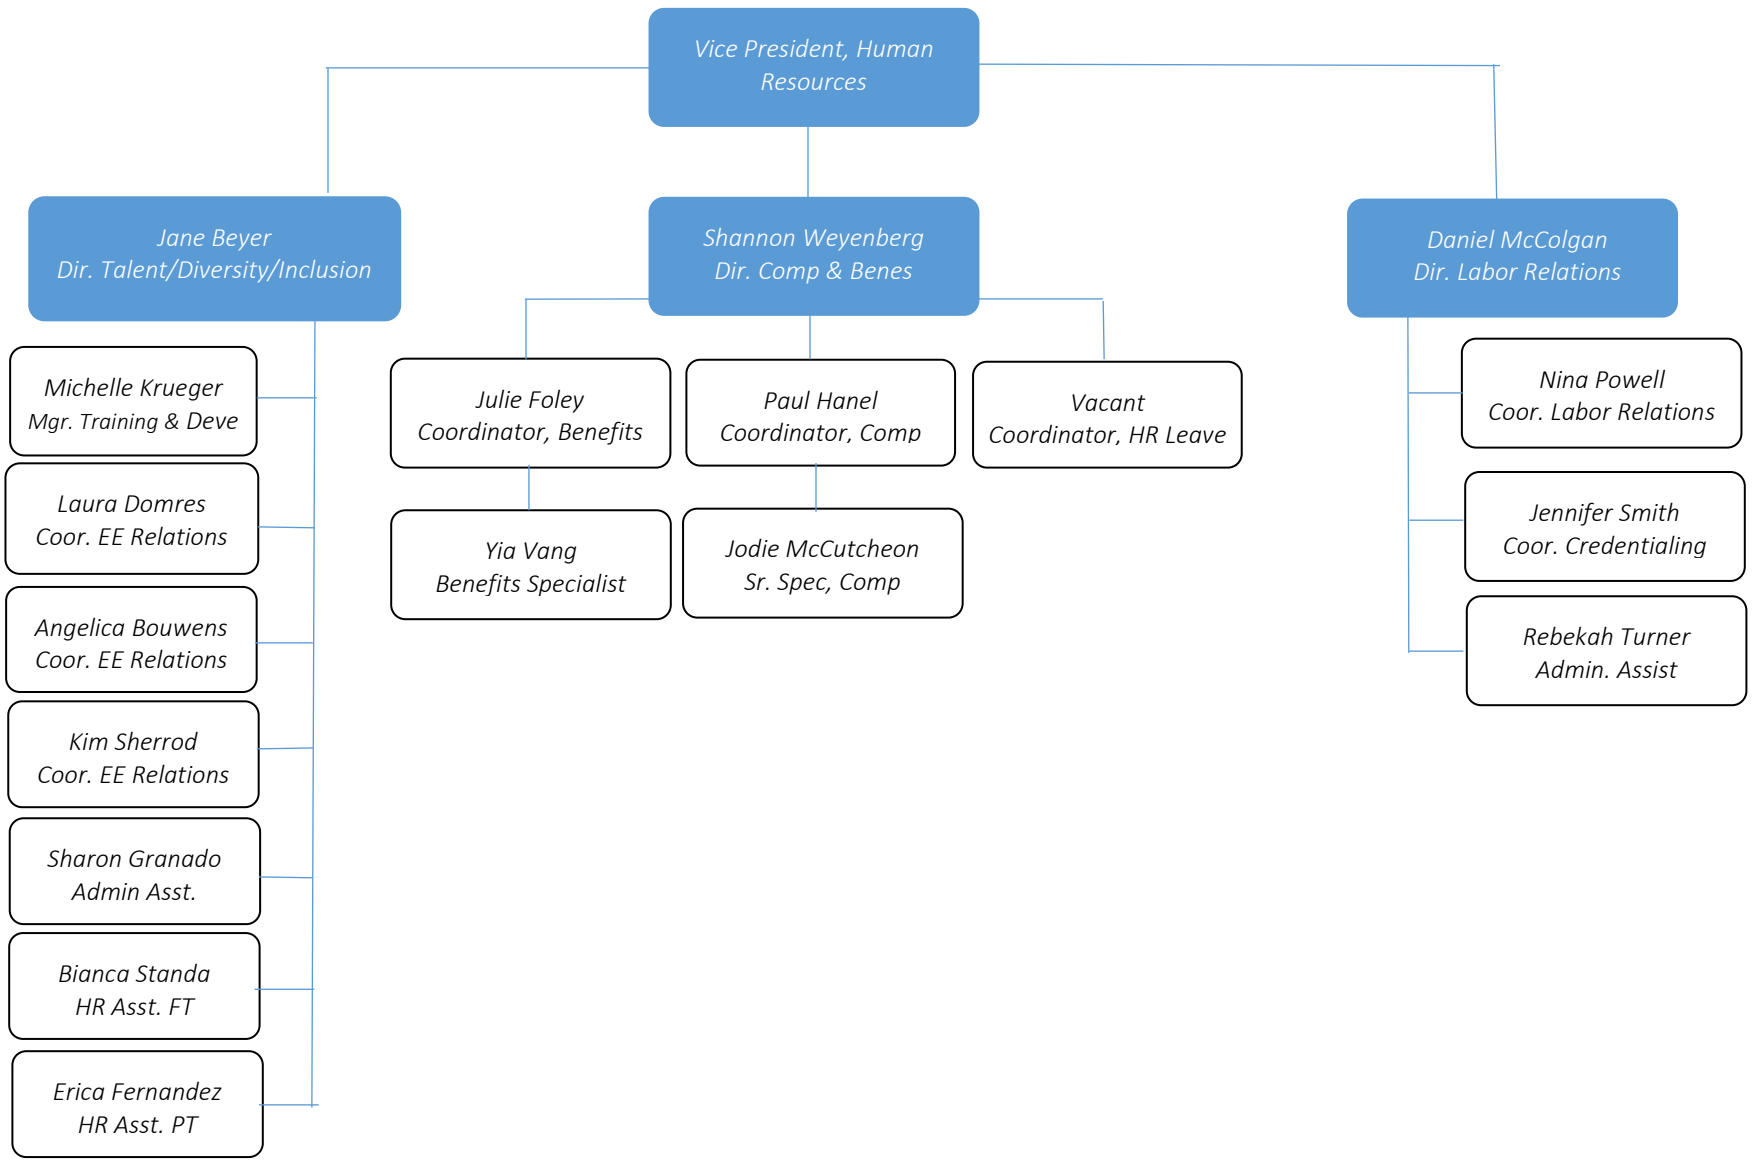 Vice President, Human
Resources
Jane Beyer
Dir. Talent/Diversity/Inclusion
Shannon Weyenberg
Dir. Comp & Benes
Daniel McColgan
Dir. Labor Relations
Michelle Krueger
Mgr. Training & Deve
Laura Domres
Coor. EE Relations
Angelica Bouwens
Coor. EE Relations
Kim Sherrod
Coor. EE Relations
Sharon Granado
Admin Asst.
Bianca Standa
HR Asst. FT
Erica Fernandez
HR Asst. PT
Julie Foley
Coordinator, Benefits
Yia Vang
Benefits Specialist
Paul Hanel
Coordinator, Comp
Jodie McCutcheon
Sr. Spec, Comp
Vacant
Coordinator, HR Leave
Nina Powell
Coor. Labor Relations
Jennifer Smith
Coor. Credentialing
Rebekah Turner
Admin. Assist